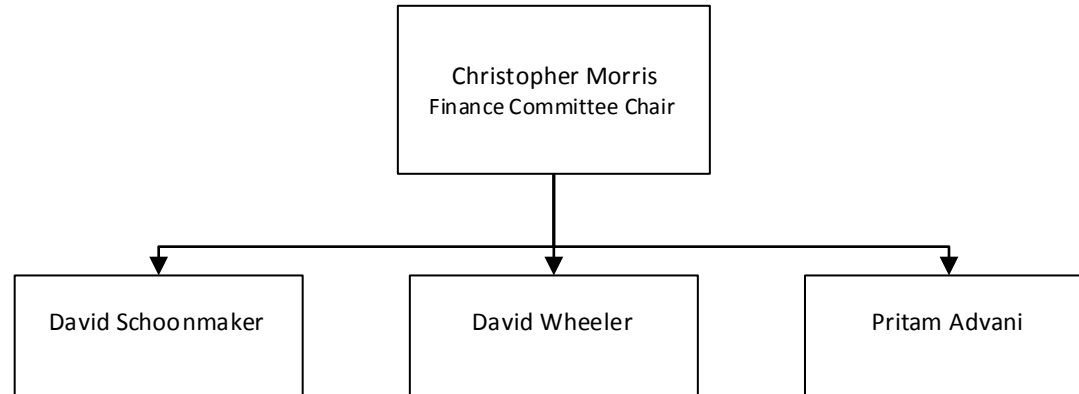 Christopher Morris
Finance Committee Chair
David Schoonmaker
David Wheeler
Pritam Advani